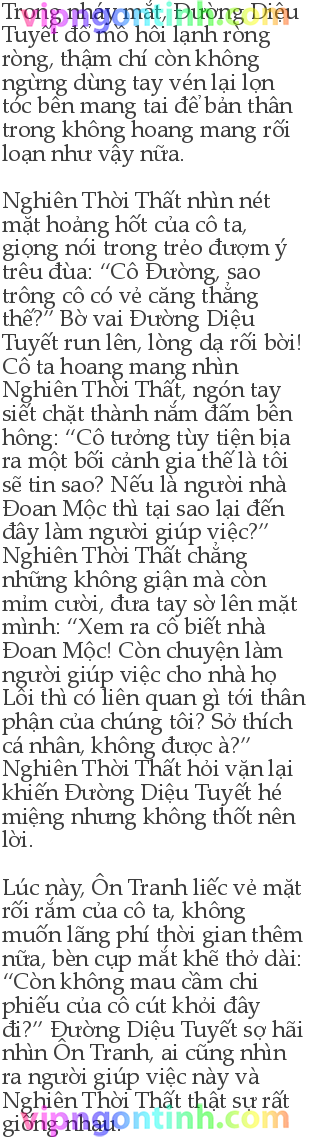 Trong nháy mắt, Đường Diệu
Tuyết đổ mồ hôi lạnh ròng
ròng, thậm chí còn không
ngừng dùng tay vén lại lọn
tóc bên mang tai để bản thân
trong không hoang mang rối
loạn như vậy nữa.

Nghiên Thời Thất nhìn nét
mặt hoảng hốt của cô ta,
giọng nói trong trẻo đượm ý
trêu đùa: “Cô Đường, sao
trông cô có vẻ căng thẳng
thế?” Bờ vai Đường Diệu
Tuyết run lên, lòng dạ rối bời!
Cô ta hoang mang nhìn
Nghiên Thời Thất, ngón tay
siết chặt thành nắm đấm bên
hông: “Cô tưởng tùy tiện bịa
ra một bối cảnh gia thế là tôi
sẽ tin sao? Nếu là người nhà
Đoan Mộc thì tại sao lại đến
đây làm người giúp việc?”
Nghiên Thời Thất chẳng
những không giận mà còn
mỉm cười, đưa tay sờ lên mặt
mình: “Xem ra cô biết nhà
Đoan Mộc! Còn chuyện làm
người giúp việc cho nhà họ
Lôi thì có liên quan gì tới thân
phận của chúng tôi? Sở thích
cá nhân, không được à?”
Nghiên Thời Thất hỏi vặn lại
khiến Đường Diệu Tuyết hé
miệng nhưng không thốt nên
lời.

Lúc này, Ôn Tranh liếc vẻ mặt
rối rắm của cô ta, không
muốn lãng phí thời gian thêm
nữa, bèn cụp mắt khẽ thở dài:
“Còn không mau cầm chi
phiếu của cô cút khỏi đây
đi?” Đường Diệu Tuyết sợ hãi
nhìn Ôn Tranh, ai cũng nhìn
ra người giúp việc này và
Nghiên Thời Thất thật sự rất
giống nhau.
vipngontinh.com
vipngontinh.com